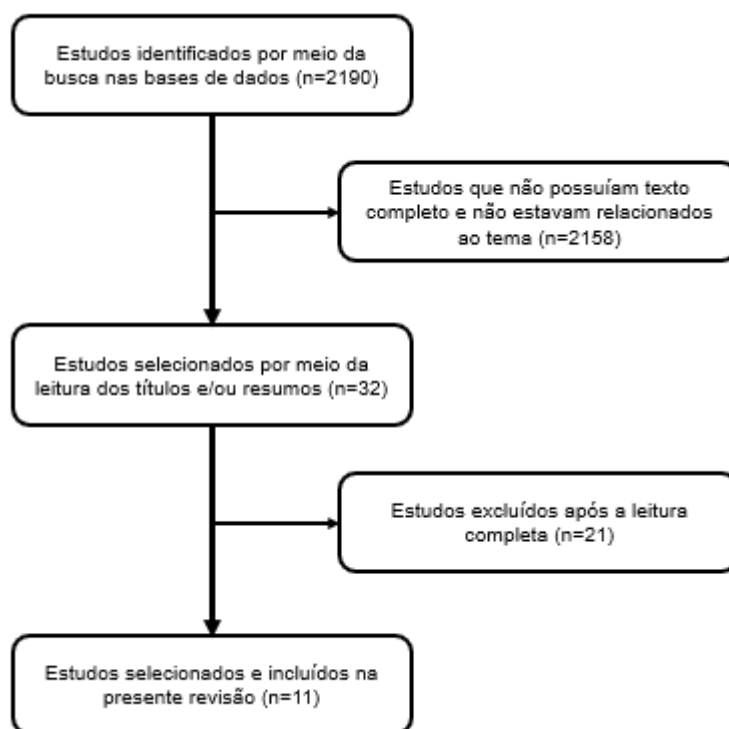 Estudos identificados por meio da
busca nas bases de dados (n=2190)
Estudos que não possuíam texto
completo e não estavam relacionados
ao tema (n=2158)
Estudos selecionados por meio da
leitura dos títulos e/ou resumos (n=32)
Estudos excluídos após a leitura
completa (n=21)
Estudos selecionados e incluídos na
presente revisão (n=11)